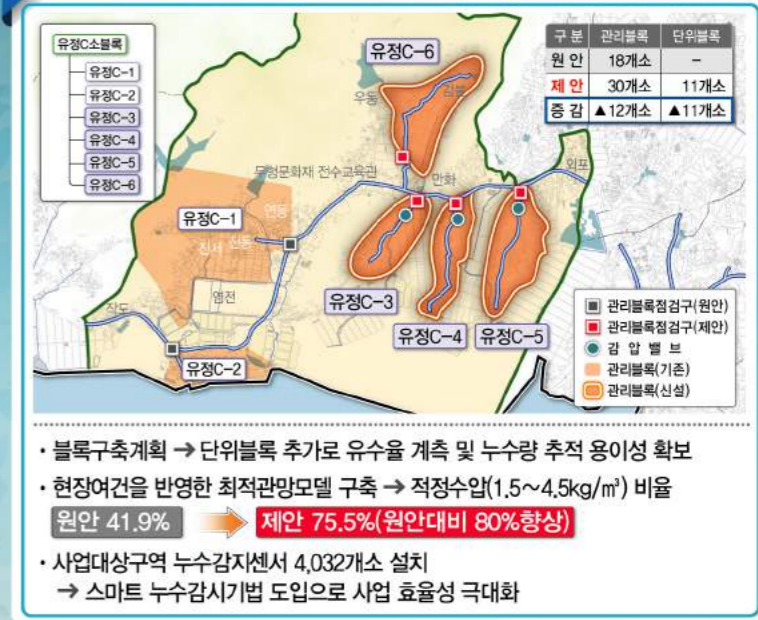 유정C소블록
유정C-1
유정C-2
유정C-3
유정C-4
유정C-5
유정C-6
구 분 관리블록 단위블록
원 안 18개소 -
제 안 30개소 11개소
증 감 ▲12개소 ▲11개소
유정C-6
우동
무형문화재 전수교육관
만화
외포
유정C-1
연동
신동
진서
영전
작도
유정C-2
유정C-3
유정C-4
유정C-5
관리블록점검구(원안)
관리블록점검구(제안)
감 압 밸 브
관리블록(기존)
관리블록(신설)
· 블록구축계획 → 단위블록 추가로 유수율 계측 및 누수량 추적 용이성 확보
· 현장여건을 반영한 최적관망모델 구축 → 적정수압(1.5~4.5kg/㎥) 비율
원안 41.9% 제안 75.5%(원안대비 80%향상)
· 사업대상구역 누수감지센서 4,032개소 설치
→ 스마트 누수감시기법 도입으로 사업 효율성 극대화